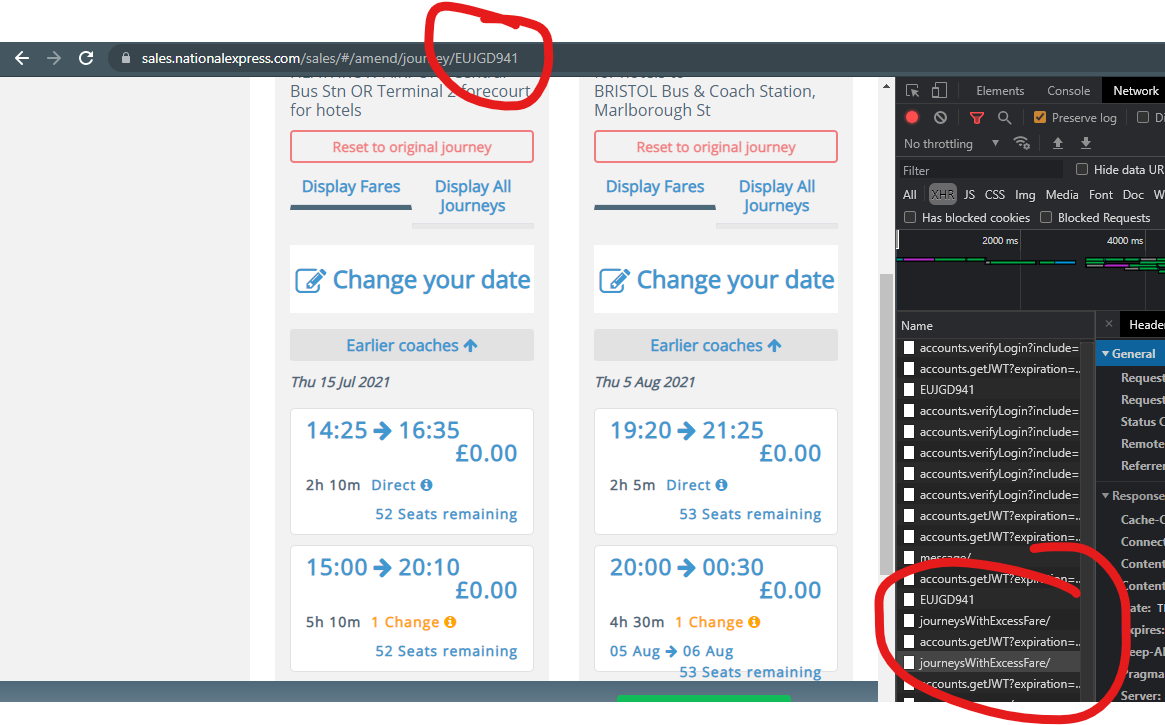 sales.nationalexpress.com/sales/#/amend/journey/EUJGD941
Bus Stn OR Terminal 2 forecourt
for hotels
Reset to original journey
Display Fares
Display All
Journeys
Change your date
Earlier coaches
Thu 15 Jul 2021
14:25 → 16:35
£0.00
2h 10m Direct
52 Seats remaining
15:00 → 20:10
£0.00
5h 10m 1 Change
52 Seats remaining
for hotels to
BRISTOL Bus & Coach Station,
Marlborough St
Reset to original journey
Display Fares
Display All
Journeys
Change your date
Earlier coaches
Thu 5 Aug 2021
19:20 → 21:25
£0.00
2h 5m Direct
53 Seats remaining
20:00 → 00:30
£0.00
4h 30m 1 Change
05 Aug → 06 Aug
53 Seats remaining
Elements Console Network
Preserve log Di
No throttling
Filter
Hide data UR
All XHR JS CSS Img Media Font Doc W
Has blocked cookies Blocked Requests
2000 ms 4000 ms
Name
accounts.verifyLogin?include=
accounts.getJWT?expiration=..
EUJGD941
accounts.verifyLogin?include=
accounts.verifyLogin?include=
accounts.verifyLogin?include=
accounts.verifyLogin?include=
accounts.verifyLogin?include=
accounts.getJWT?expiration=..
accounts.getJWT?expiration=..
message/
accounts.getJWT?expiration=..
EUJGD941
journeysWithExcessFare/
accounts.getJWT?expiration=..
journeysWithExcessFare/
accounts.getJWT?expiration=..
× Header
General
Request
Request
Status C
Remote
Referrer
Response
Cache-C
Connect
Content
Content
Date: T
Expires:
Keep-Al
Pragma
Server: